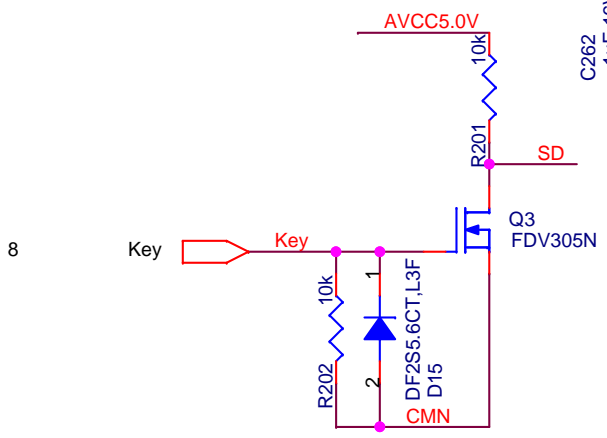 AVCC5.0V
10k
R201
C262
SD
Q3
FDV305N
8
Key
Key
1
10k
R202
2
DF2S5.6CT,L3F
D15
CMN